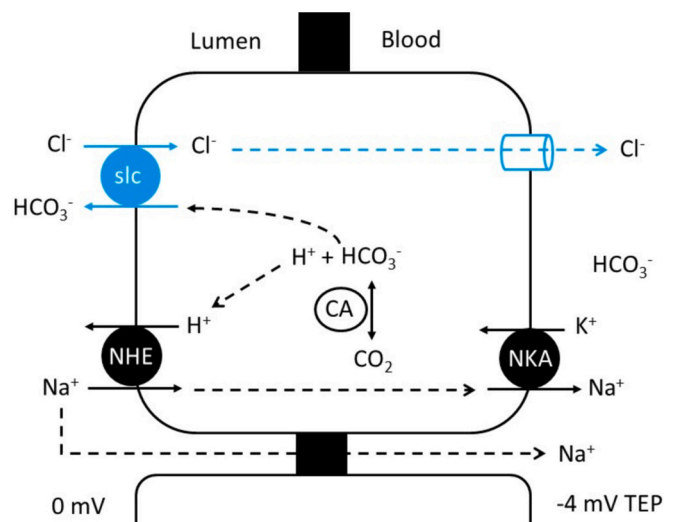 Lumen Blood
Cl⁻ Cl⁻ Cl⁻
slc
HCO₃⁻
H⁺ + HCO₃⁻ HCO₃⁻
CA
H⁺ K⁺
NHE CO₂ NKA
Na⁺ Na⁺
Na⁺
0 mV -4 mV TEP